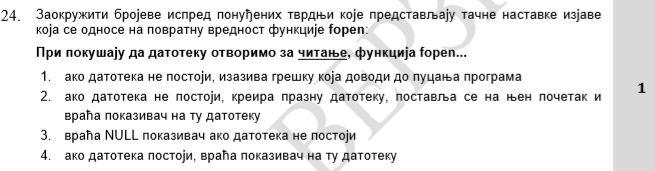 24. Заокружити бројеве испред понуђених тврдњи које представљају тачне наставке изјаве
која се односе на повратну вредност функције fopen:
При покушају да датотеку отворимо за читање, функција fopen...
1. ако датотека не постоји, изазива грешку која доводи до пуцања програма
2. ако датотека не постоји, креира празну датотеку, поставља се на њен почетак и
враћа показивач на ту датотеку
1
3. враћа NULL показивач ако датотека не постоји
4. ако датотека постоји, враћа показивач на ту датотеку